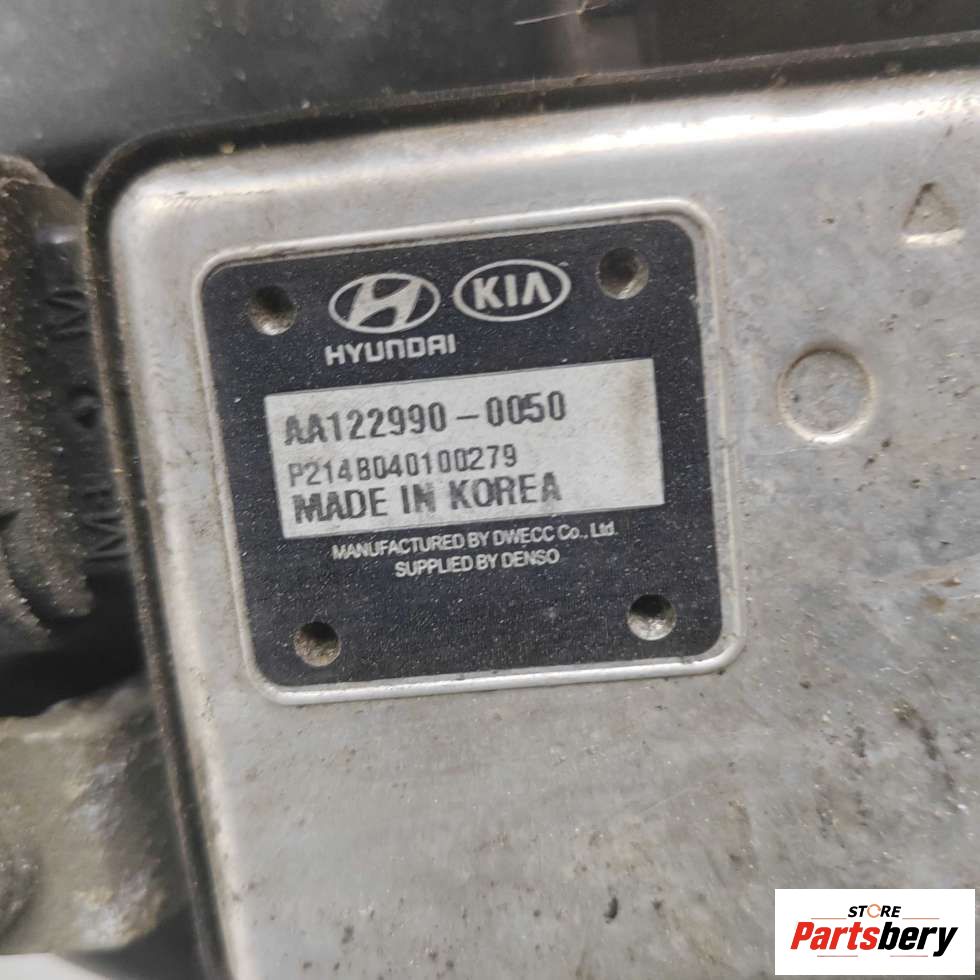 HYUNDAI KIA
AA122990-0050
P214B040100279
MADE IN KOREA
MANUFACTURED BY DWECC Co., Ltd.
SUPPLIED BY DENSO
STORE
Partsbery